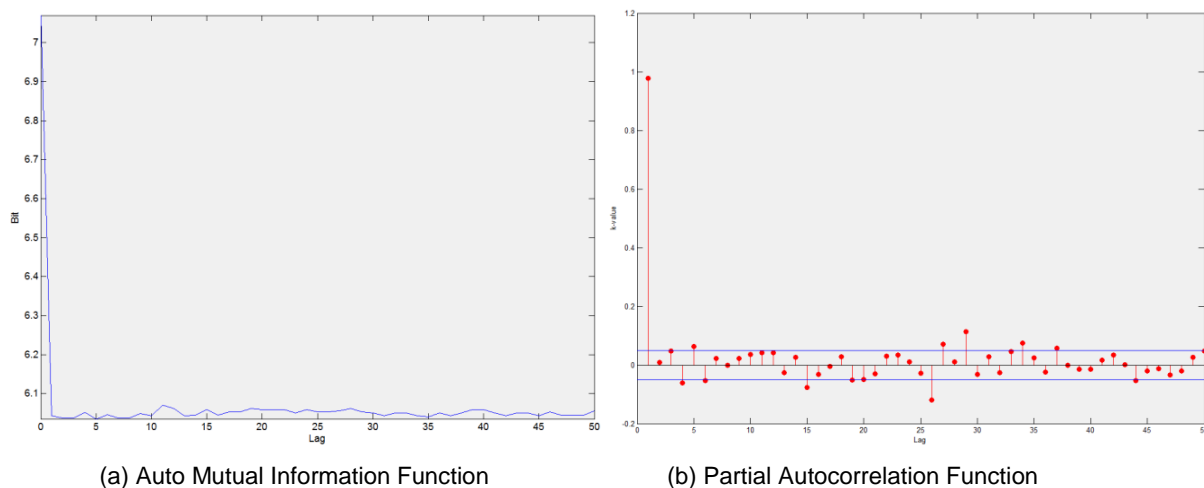 7
6.9
6.8
6.7
6.6
6.5
6.4
6.3
6.2
6.1
Bit
0 5 10 15 20 25 30 35 40 45 50
Lag
(a) Auto Mutual Information Function
1.2
1
0.8
0.6
0.4
0.2
0
-0.2
k-value
0 5 10 15 20 25 30 35 40 45 50
Lag
(b) Partial Autocorrelation Function